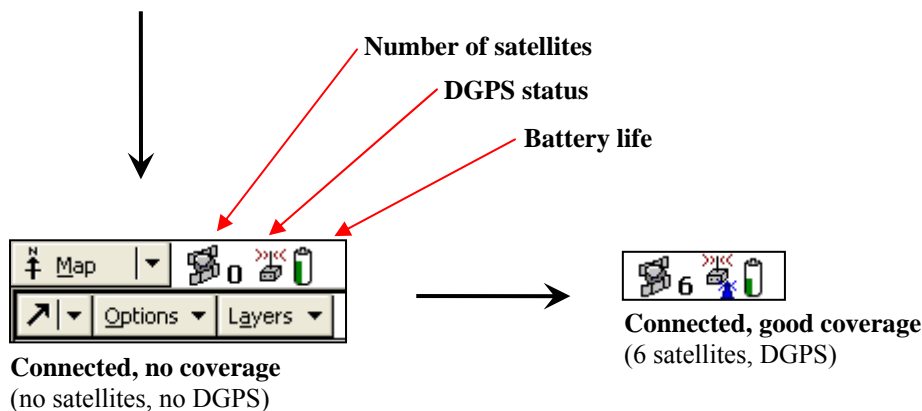 Number of satellites
DGPS status
Battery life
N
Map
0
Options
Layers
Connected, no coverage
(no satellites, no DGPS)
6
Connected, good coverage
(6 satellites, DGPS)